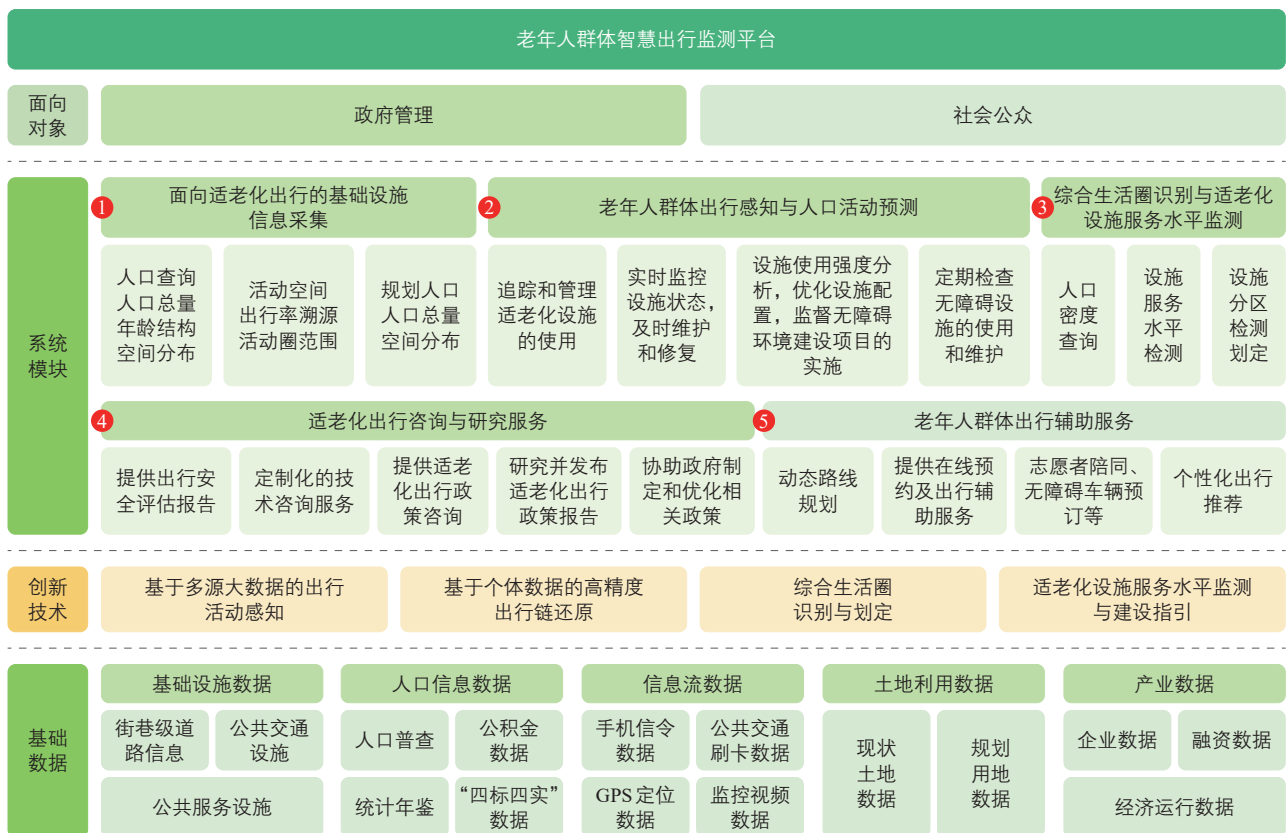 老年人群体智慧出行监测平台
面向
对象
政府管理
社会公众
系统
模块
1
面向适老化出行的基础设施
信息采集
2
老年人群体出行感知与人口活动预测
3
综合生活圈识别与适老化
设施服务水平监测
人口查询
人口总量
年龄结构
空间分布
活动空间
出行率溯源
活动圈范围
规划人口
人口总量
空间分布
追踪和管理
适老化设施
的使用
实时监控
设施状态,
及时维护
和修复
设施使用强度分
析，优化设施配
置，监督无障碍
环境建设项目的
实施
定期检查
无障碍设
施的使用
和维护
人口
密度
查询
设施
服务
水平
检测
设施
分区
检测
划定
4
适老化出行咨询与研究服务
5
老年人群体出行辅助服务
提供出行安
全评估报告
定制化的技
术咨询服务
提供适老
化出行政
策咨询
研究并发布
适老化出行
政策报告
协助政府制
定和优化相
关政策
动态路线
规划
提供在线预
约及出行辅
助服务
志愿者陪同、
无障碍车辆预
订等
个性化出行
推荐
创新
技术
基于多源大数据的出行
活动感知
基于个体数据的高精度
出行链还原
综合生活圈
识别与划定
适老化设施服务水平监测
与建设指引
基础
数据
基础设施数据
人口信息数据
信息流数据
土地利用数据
产业数据
街巷级道
路信息
公共交通
设施
公共服务设施
人口普查
公积金
数据
统计年鉴
“四标四实”
数据
手机信令
数据
公共交通
刷卡数据
GPS定位
数据
监控视频
数据
现状
土地
数据
规划
用地
数据
企业数据
融资数据
经济运行数据